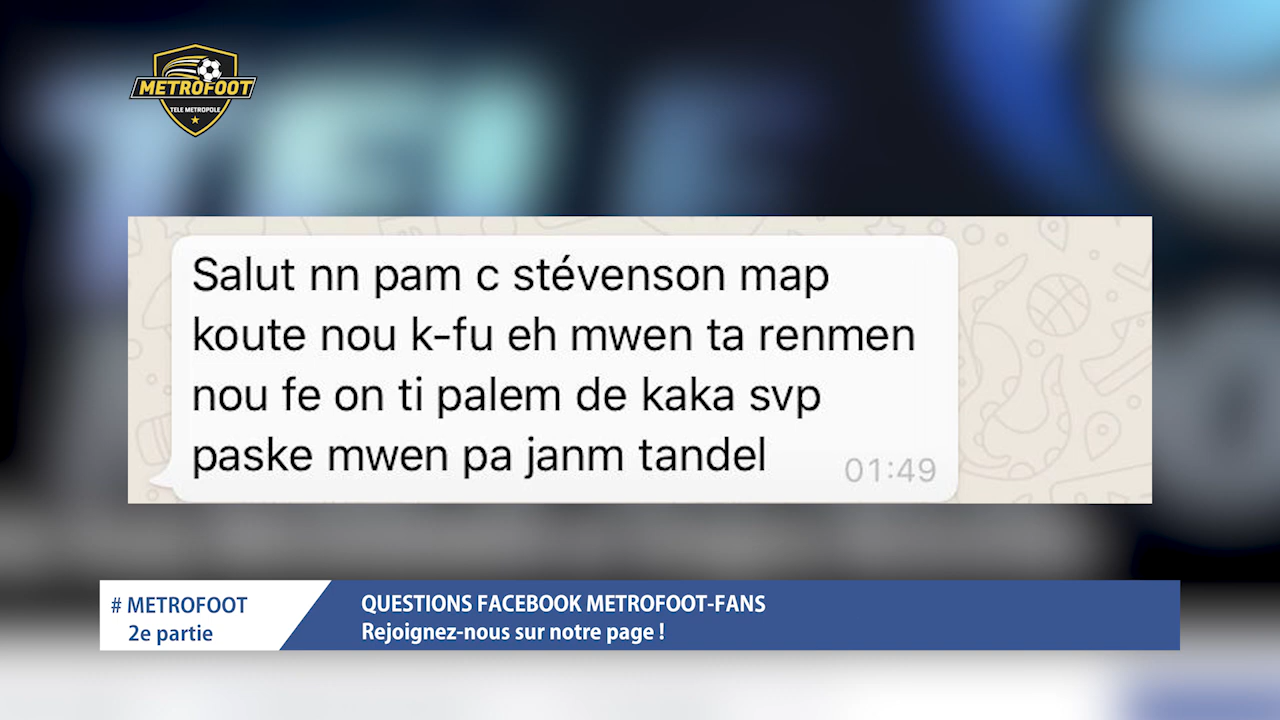 METROFOOT
TELE METROPOLE
Salut nn pam c stévenson map
koute nou k-fu eh mwen ta renmen
nou fe on ti palem de kaka svp
paske mwen pa janm tandel
01:49
# METROFOOT
2e partie
QUESTIONS FACEBOOK METROFOOT-FANS
Rejoignez-nous sur notre page !